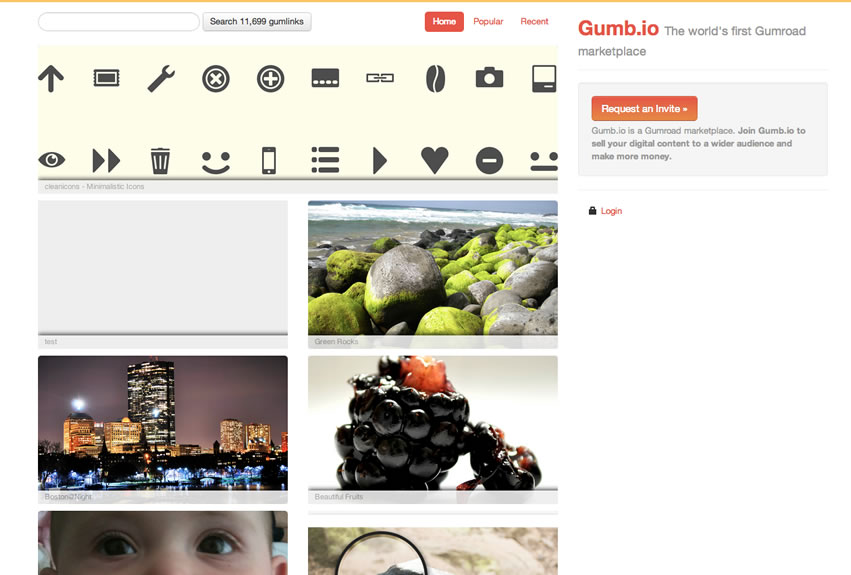 Search 11,699 gumlinks
Home
Popular
Recent
cleanicons - Minimalistic Icons
test
Green Rocks
Boston@Night
Beautiful Fruits
Gumb.io The world's first Gumroad
marketplace
Request an Invite »
Gumb.io is a Gumroad marketplace. Join Gumb.io to
sell your digital content to a wider audience and
make more money.
Login